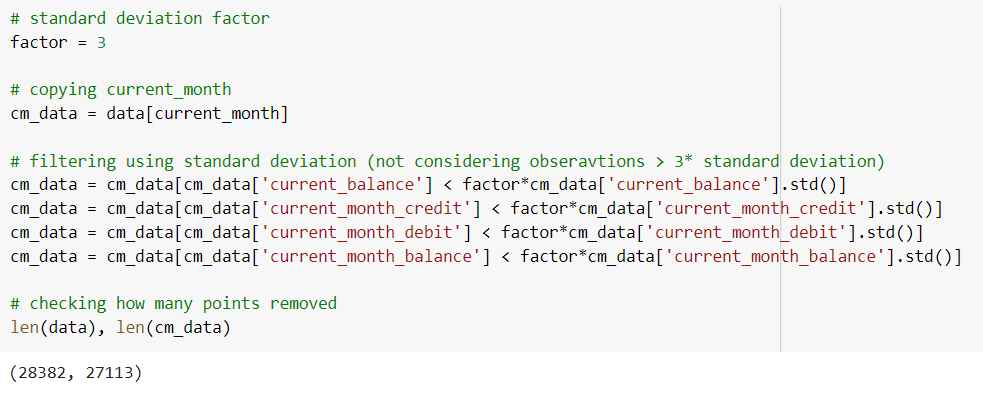 # standard deviation factor
factor = 3
# copying current_month
cm_data = data[current_month]
# filtering using standard deviation (not considering obseravtions > 3* standard deviation)
cm_data = cm_data[cm_data['current_balance'] < factor*cm_data['current_balance'].std()]
cm_data = cm_data[cm_data['current_month_credit'] < factor*cm_data['current_month_credit'].std()]
cm_data = cm_data[cm_data['current_month_debit'] < factor*cm_data['current_month_debit'].std()]
cm_data = cm_data[cm_data['current_month_balance'] < factor*cm_data['current_month_balance'].std()]
# checking how many points removed
len(data), len(cm_data)
(28382, 27113)